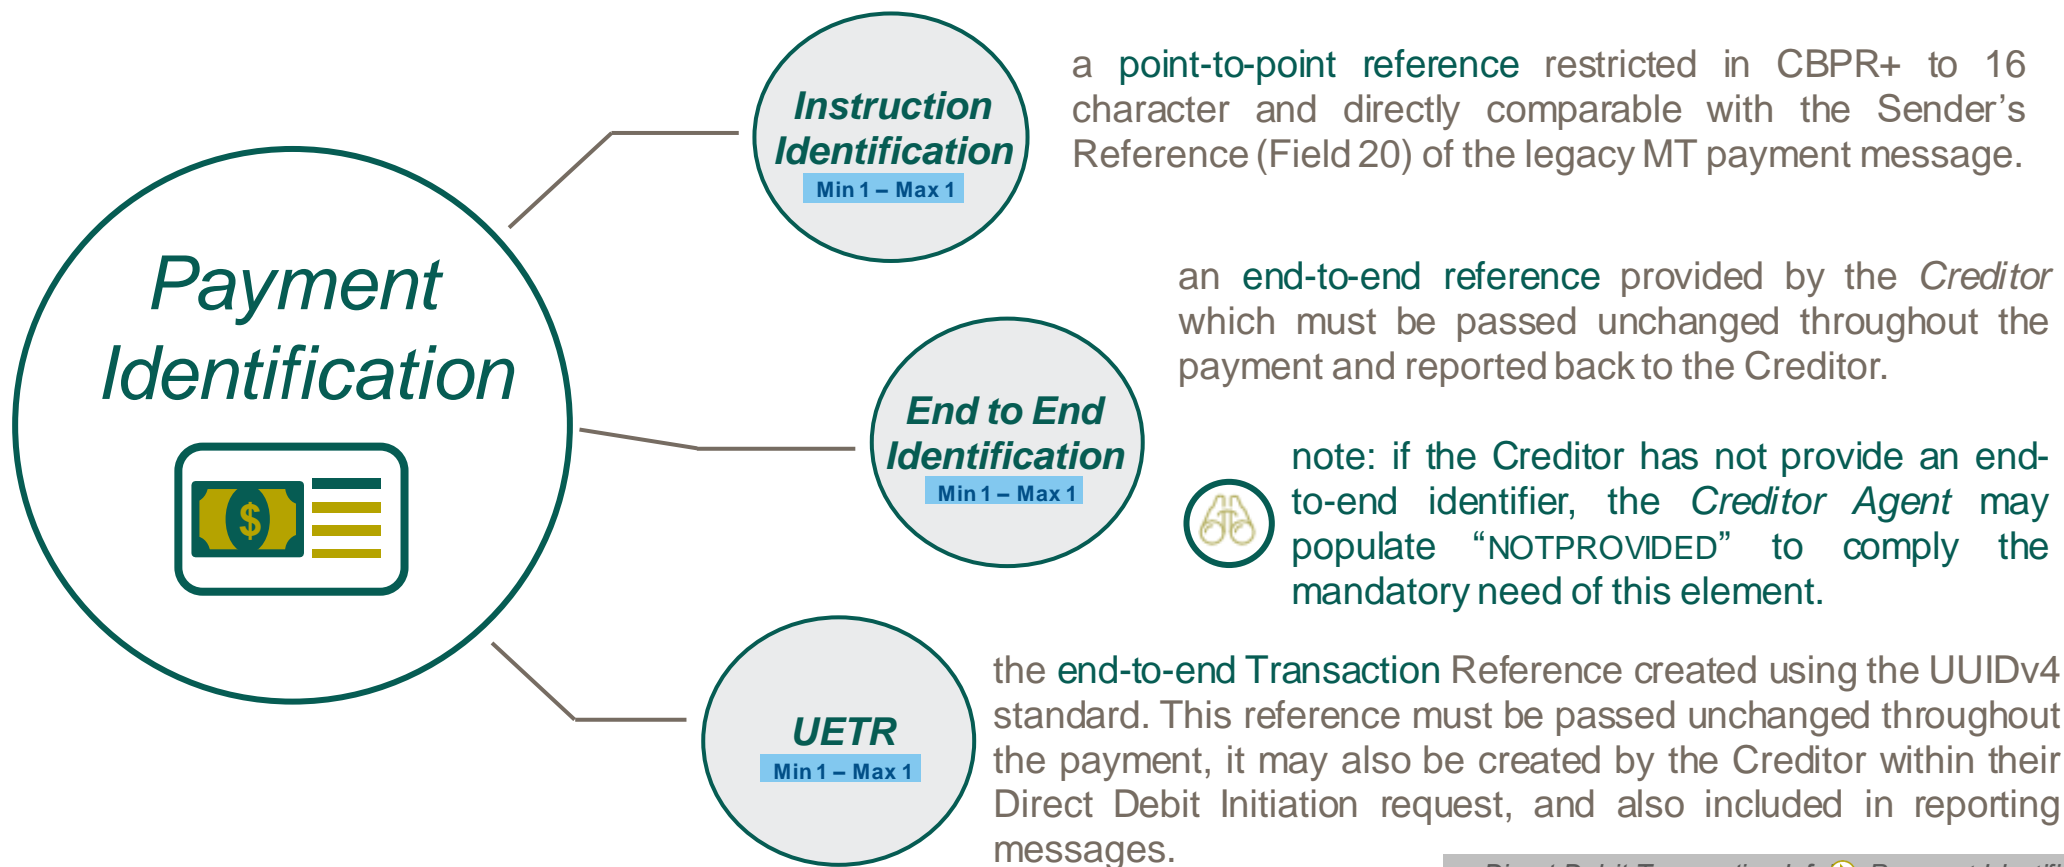 Payment
Identification
$
Instruction
Identification
Min 1 – Max 1
a point-to-point reference restricted in CBPR+ to 16
character and directly comparable with the Sender's
Reference (Field 20) of the legacy MT payment message.
End to End
Identification
Min 1 – Max 1
an end-to-end reference provided by the Creditor
which must be passed unchanged throughout the
payment and reported back to the Creditor.
note: if the Creditor has not provide an end-
to-end identifier, the Creditor Agent may
populate “NOTPROVIDED” to comply the
mandatory need of this element.
UETR
Min 1 – Max 1
the end-to-end Transaction Reference created using the UUIDv4
standard. This reference must be passed unchanged throughout
the payment, it may also be created by the Creditor within their
Direct Debit Initiation request, and also included in reporting
messages.
Direct Debit Transaction Inf